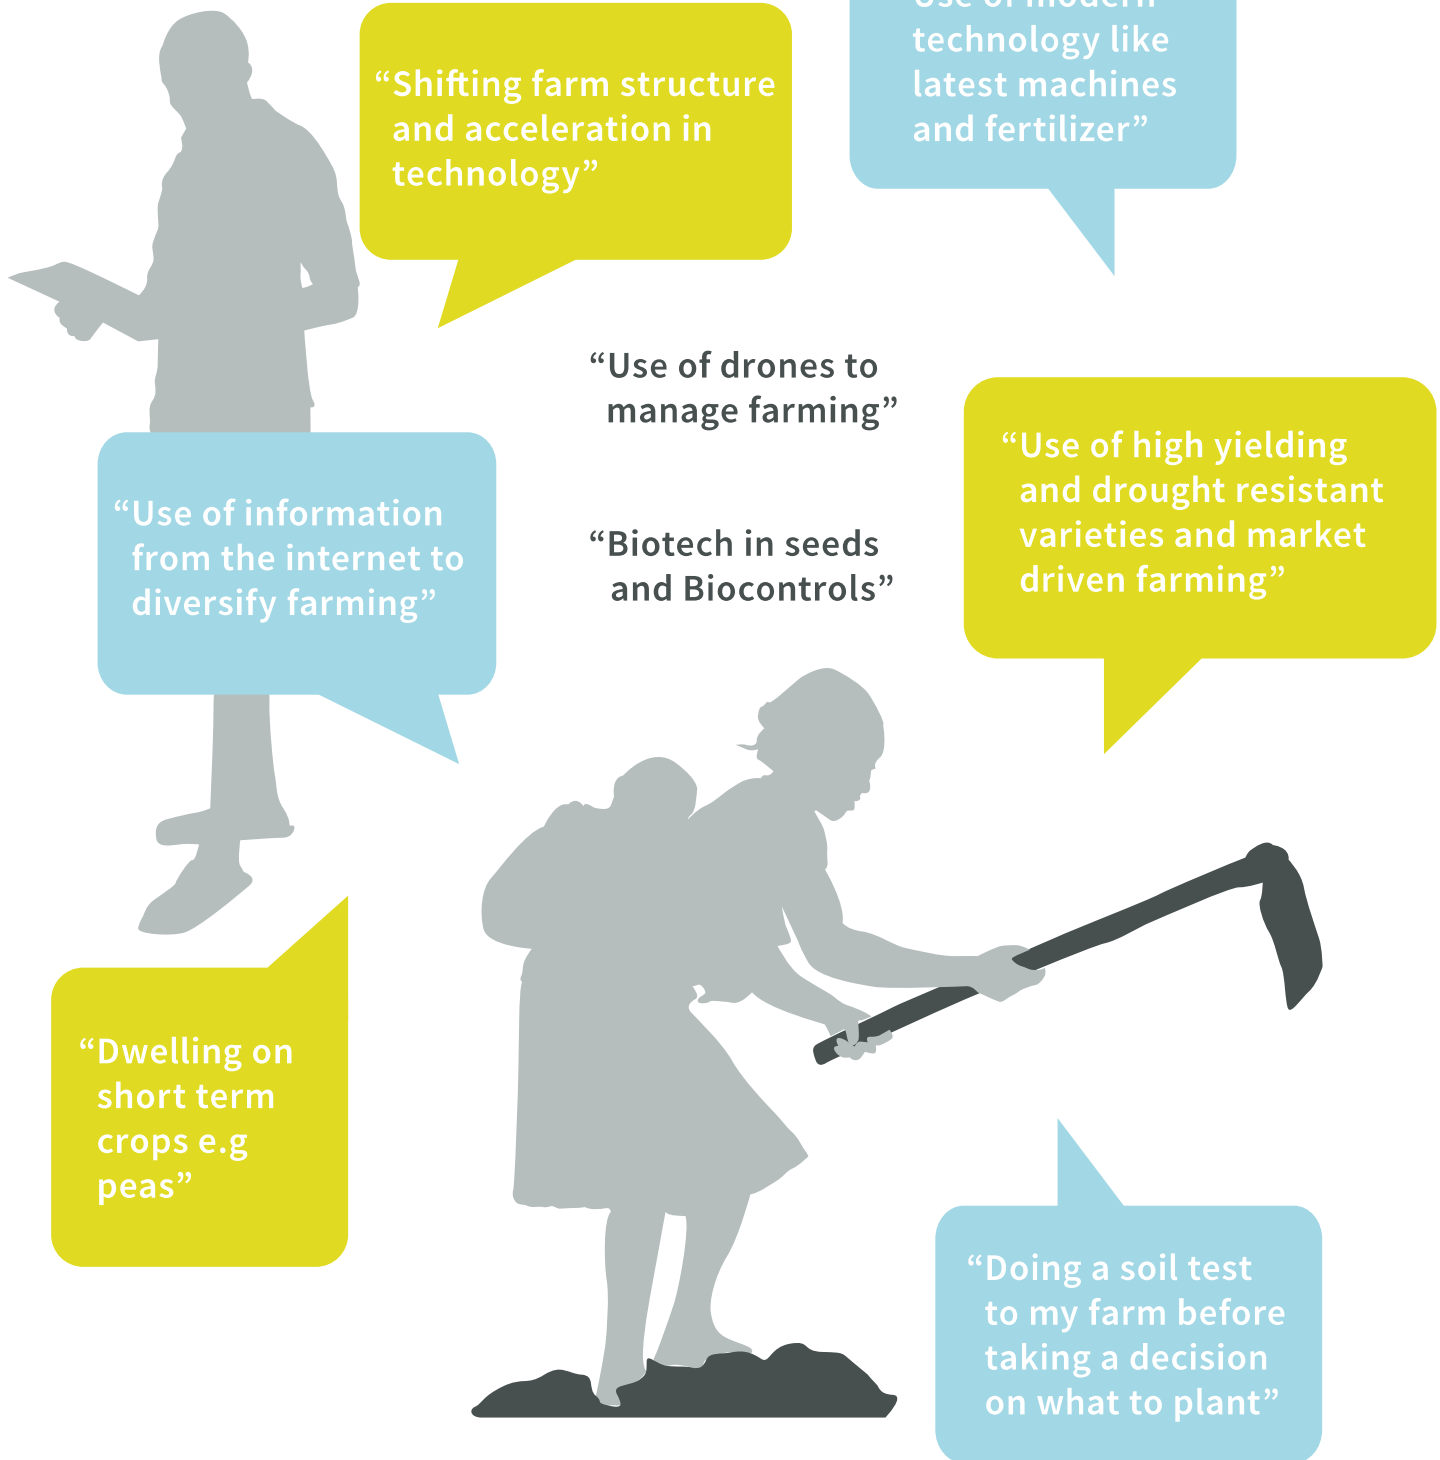 “Shifting farm structure
and acceleration in
technology”
Use of modern
technology like
latest machines
and fertilizer”
“Use of drones to
manage farming”
“Use of high yielding
and drought resistant
varieties and market
driven farming”
“Use of information
from the internet to
diversify farming”
“Biotech in seeds
and Biocontrols”
“Dwelling on
short term
crops e.g
peas”
“Doing a soil test
to my farm before
taking a decision
on what to plant”